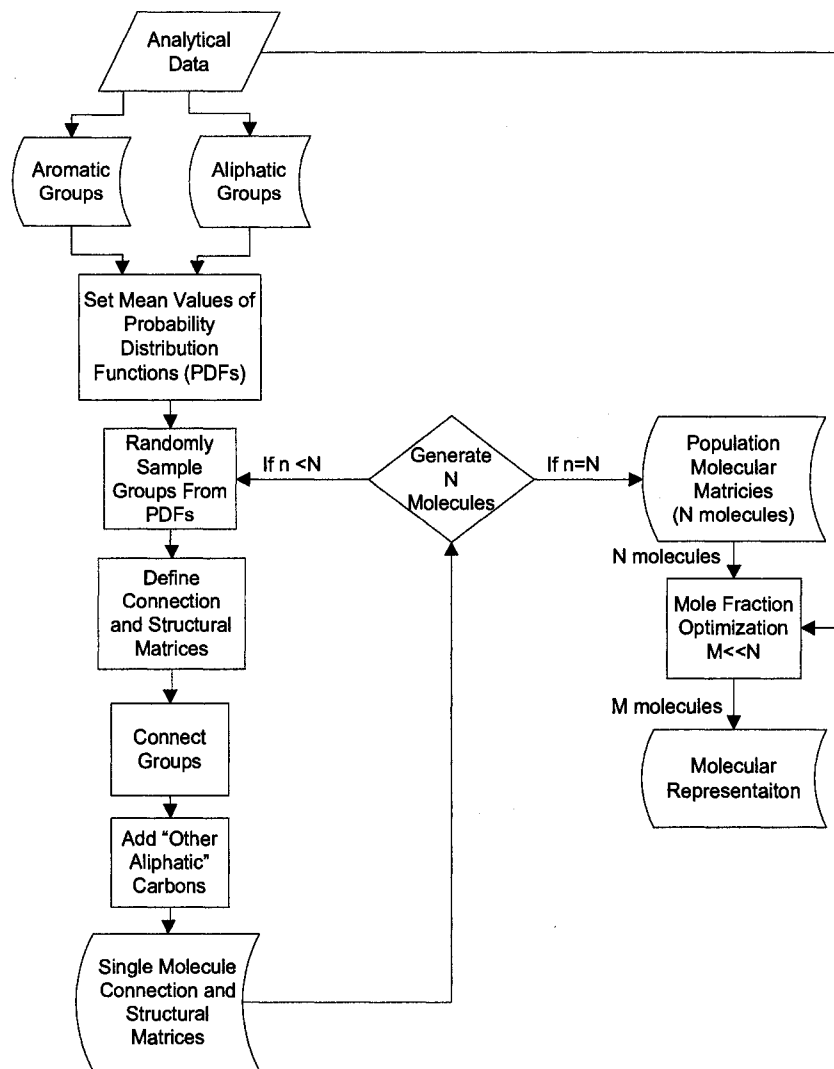 Analytical
Data
Aromatic
Groups
Aliphatic
Groups
Set Mean Values of
Probability
Distribution
Functions (PDFs)
Randomly
Sample
Groups From
PDFs
If n <N
Generate
N
Molecules
If n=N
Population
Molecular
Matricies
(N molecules)
N molecules
Mole Fraction
Optimization
M<<N
M molecules
Molecular
Representaiton
Define
Connection
and Structural
Matrices
Connect
Groups
Add "Other
Aliphatic"
Carbons
Single Molecule
Connection and
Structural
Matrices